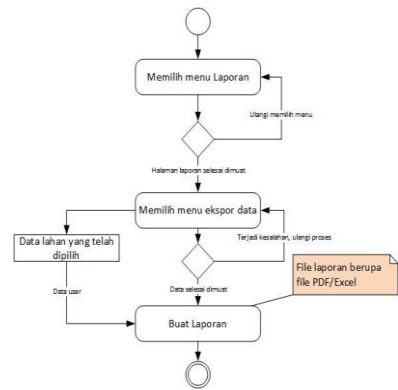 Memilih menu Laporan
Ulangi memilih menu
Halaman laporan selesai dimuat
Memilih menu ekspor data
Terjadi kesalahan, ulangi proses
Data lahan yang telah
dipilih
File laporan berupa
file PDF/Excel
Data user
Data selesai dimuat
Buat Laporan